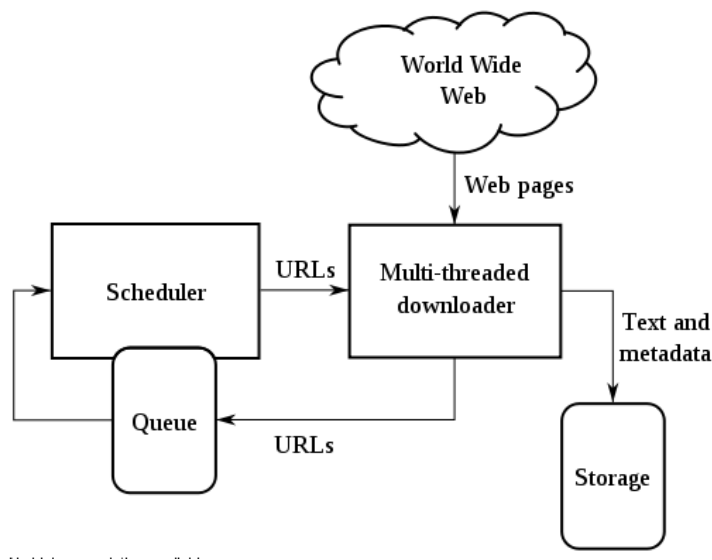 World Wide
Web
Web pages
Scheduler
URLs
Multi-threaded
downloader
Text and
metadata
Queue
URLs
Storage